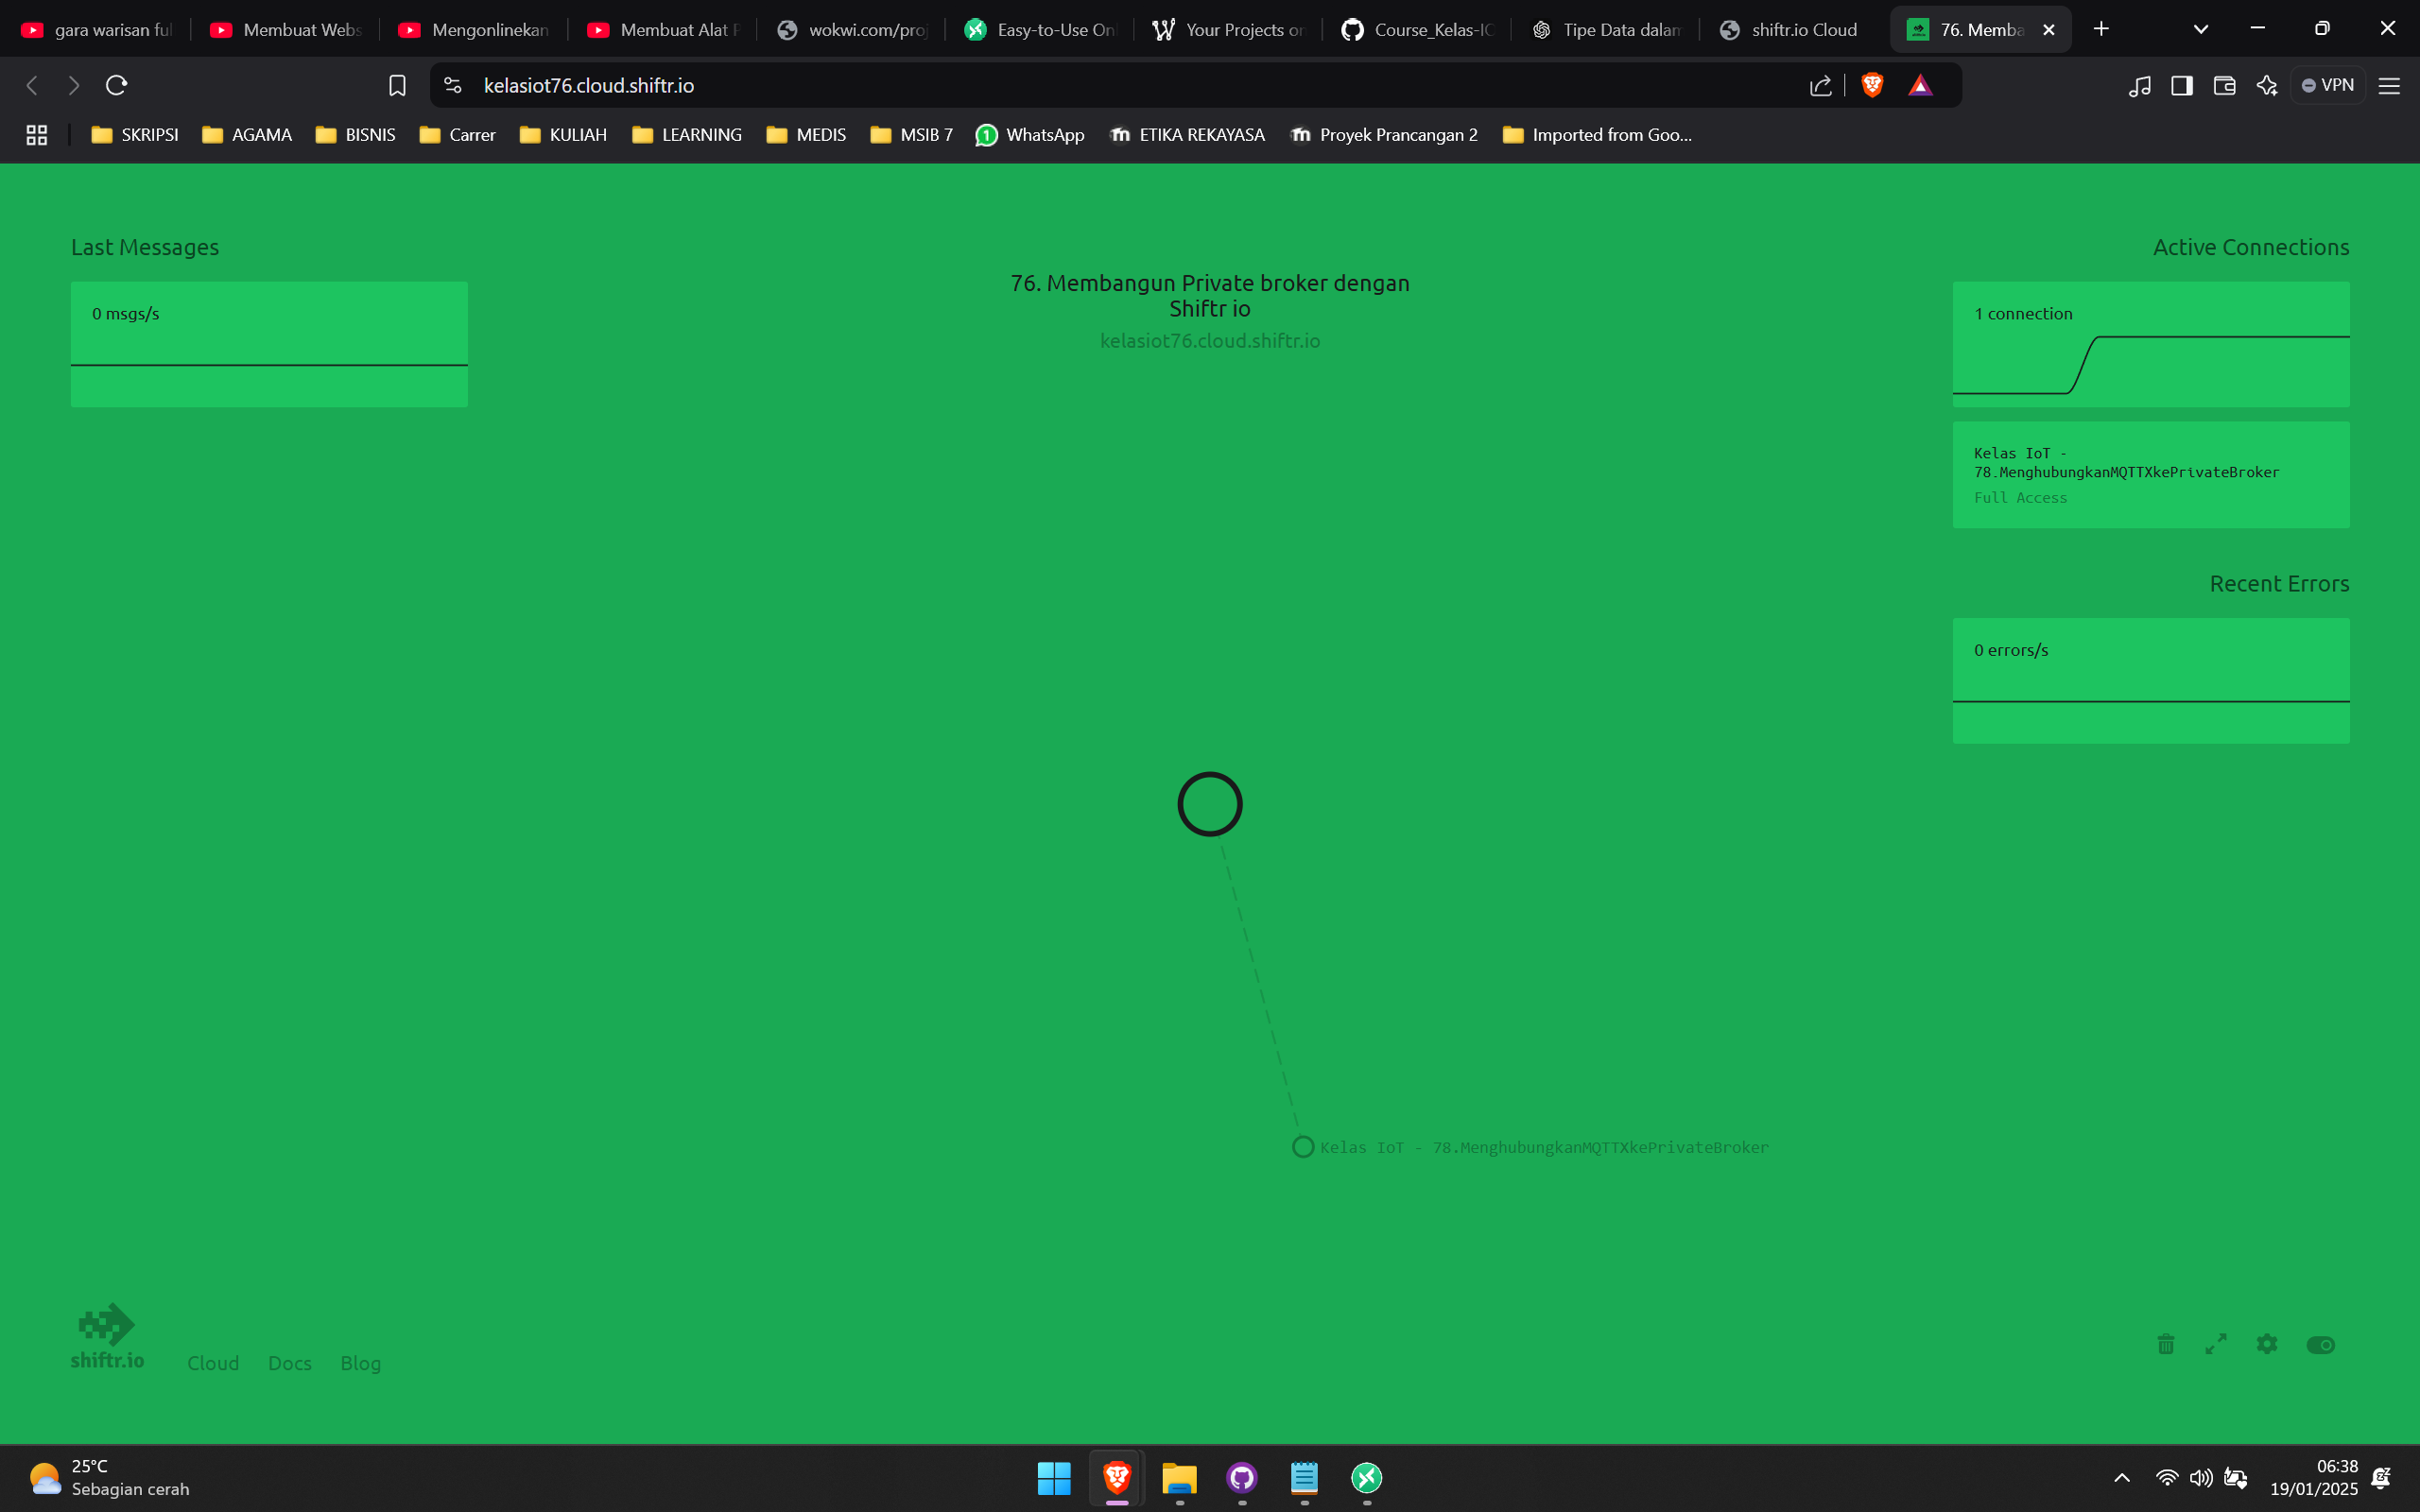 gara warisan ful
Membuat Webs
Mengonlinekan
Membuat Alat P
wokwi.com/proj
Easy-to-Use On
Your Projects on
Course_Kelas-IO
Tipe Data dalam
shiftr.io Cloud
76. Memba
kelasiot76.cloud.shiftr.io
VPN
SKRIPSI
AGAMA
BISNIS
Carrer
KULIAH
LEARNING
MEDIS
MSIB 7
WhatsApp
ETIKA REKAYASA
Proyek Prancangan 2
Imported from Goo...
Last Messages
0 msgs/s
76. Membangun Private broker dengan
Shiftr io
kelasiot76.cloud.shiftr.io
Active Connections
1 connection
Kelas IoT -
78.MenghubungkanMQTTXkePrivateBroker
Full Access
Recent Errors
0 errors/s
Kelas IoT - 78.MenghubungkanMQTTXkePrivateBroker
shiftr.io
Cloud
Docs
Blog
25°C
Sebagian cerah
06:38
19/01/2025